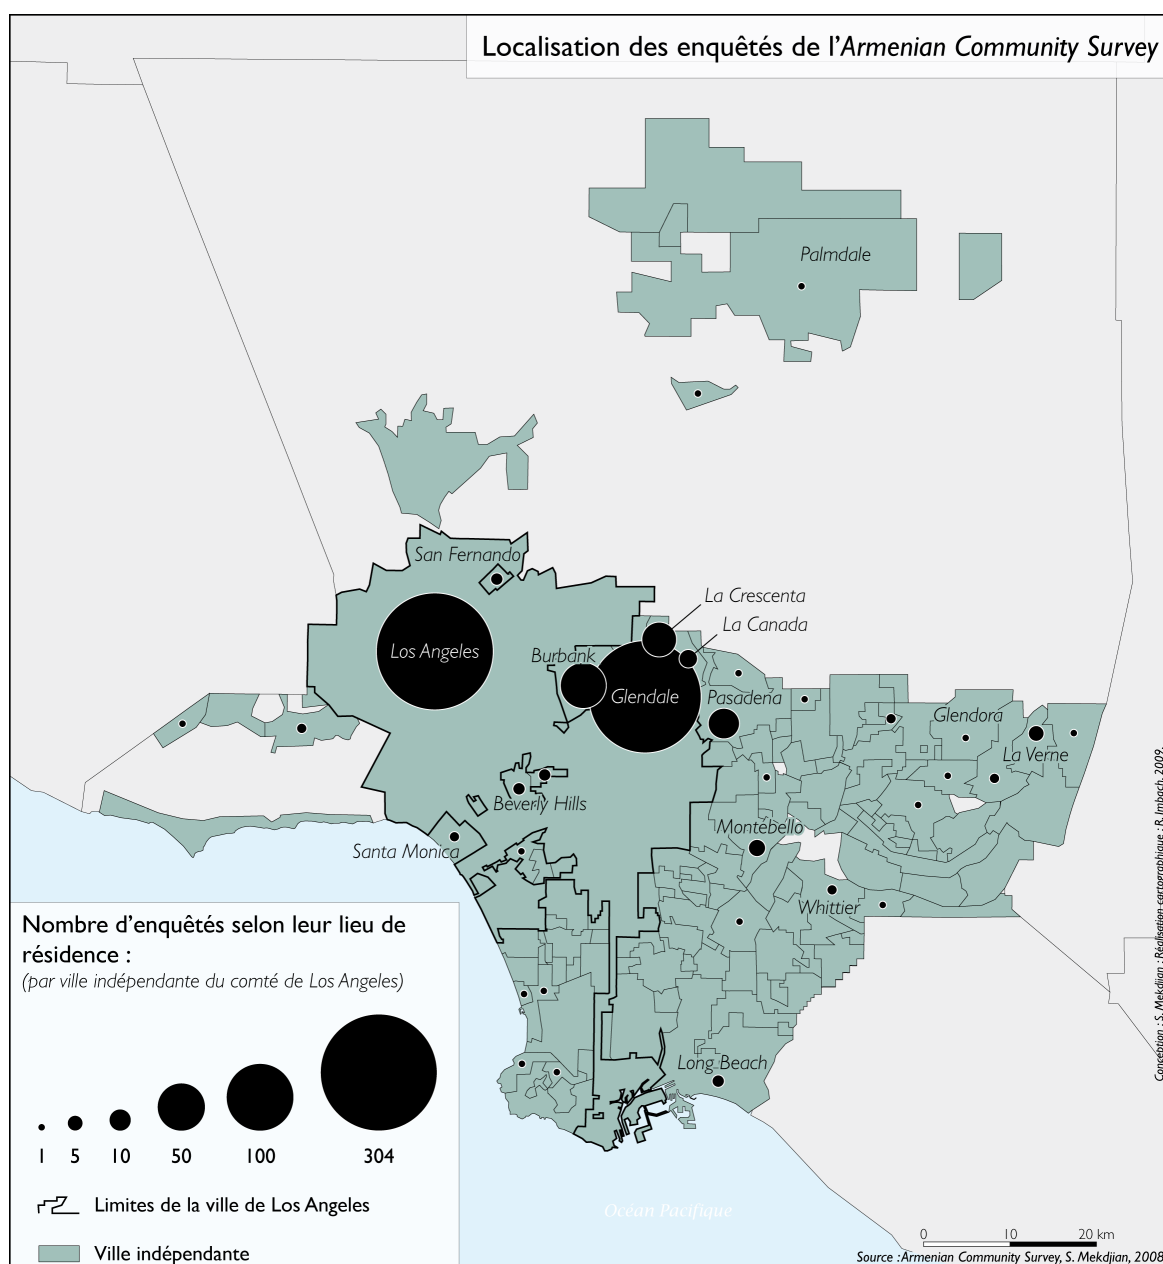 Localisation des enquêtés de l’Armenian Community Survey
Palmdale
San Fernando
La Crescenta
La Canada
Los Angeles
Burbank
Glendale
Pasadena
Glendora
La Verne
Beverly Hills
Montebello
Santa Monica
Whittier
Long Beach
Nombre d’enquêtés selon leur lieu de
résidence :
(par ville indépendante du comté de Los Angeles)
1 5 10 50 100 304
Limites de la ville de Los Angeles
Ville indépendante
Océan Pacifique
0 10 20 km
Source : Armenian Community Survey, S. Mekdjian, 2008
Conception : S. Mekdjian ; Réalisation cartographique : R. Imbach, 2009.